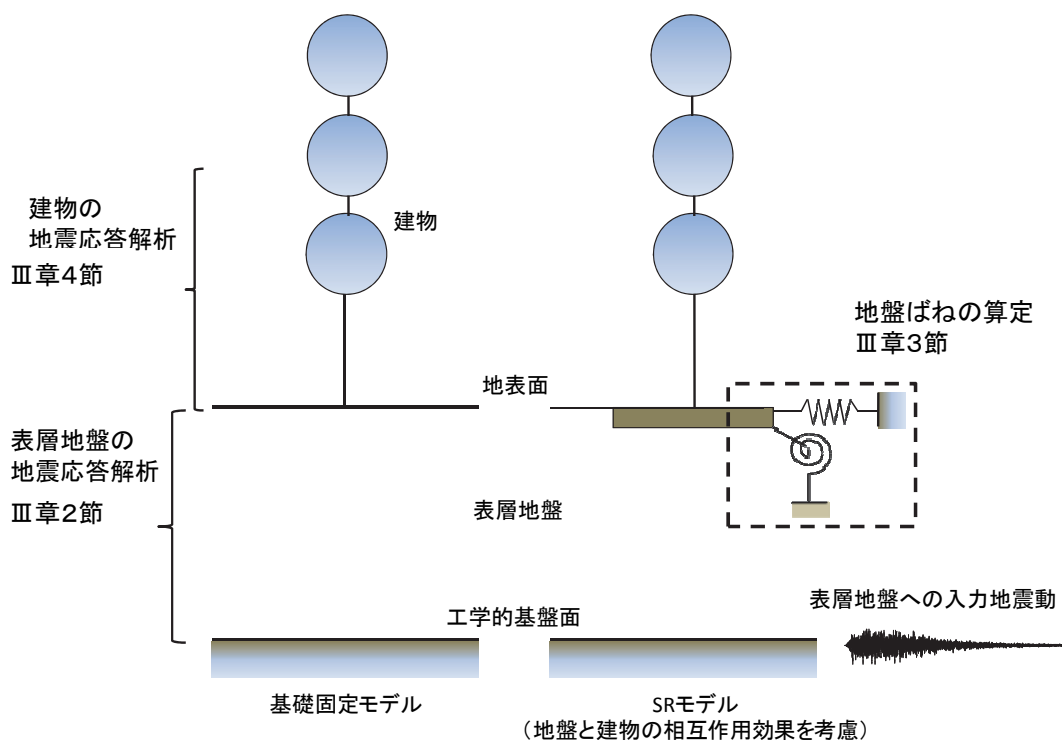 建物の
地震応答解析
Ⅲ章4節
建物
地盤ばねの算定
Ⅲ章3節
地表面
表層地盤の
地震応答解析
Ⅲ章2節
表層地盤
表層地盤への入力地震動
工学的基盤面
基礎固定モデル
SRモデル
（地盤と建物の相互作用効果を考慮）